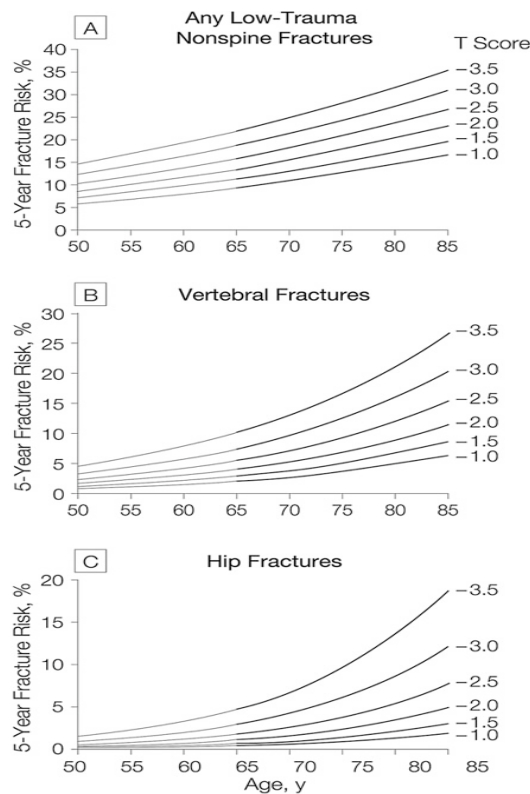 A
Any Low-Trauma
Nonspine Fractures
T Score
5-Year Fracture Risk, %
40
35
30
25
20
15
10
5
0
−3.5
−3.0
−2.5
−2.0
−1.5
−1.0
50 55 60 65 70 75 80 85
B
Vertebral Fractures
5-Year Fracture Risk, %
30
25
20
15
10
5
0
−3.5
−3.0
−2.5
−2.0
−1.5
−1.0
50 55 60 65 70 75 80 85
C
Hip Fractures
5-Year Fracture Risk, %
20
15
10
5
0
−3.5
−3.0
−2.5
−2.0
−1.5
−1.0
50 55 60 65 70 75 80 85
Age, y